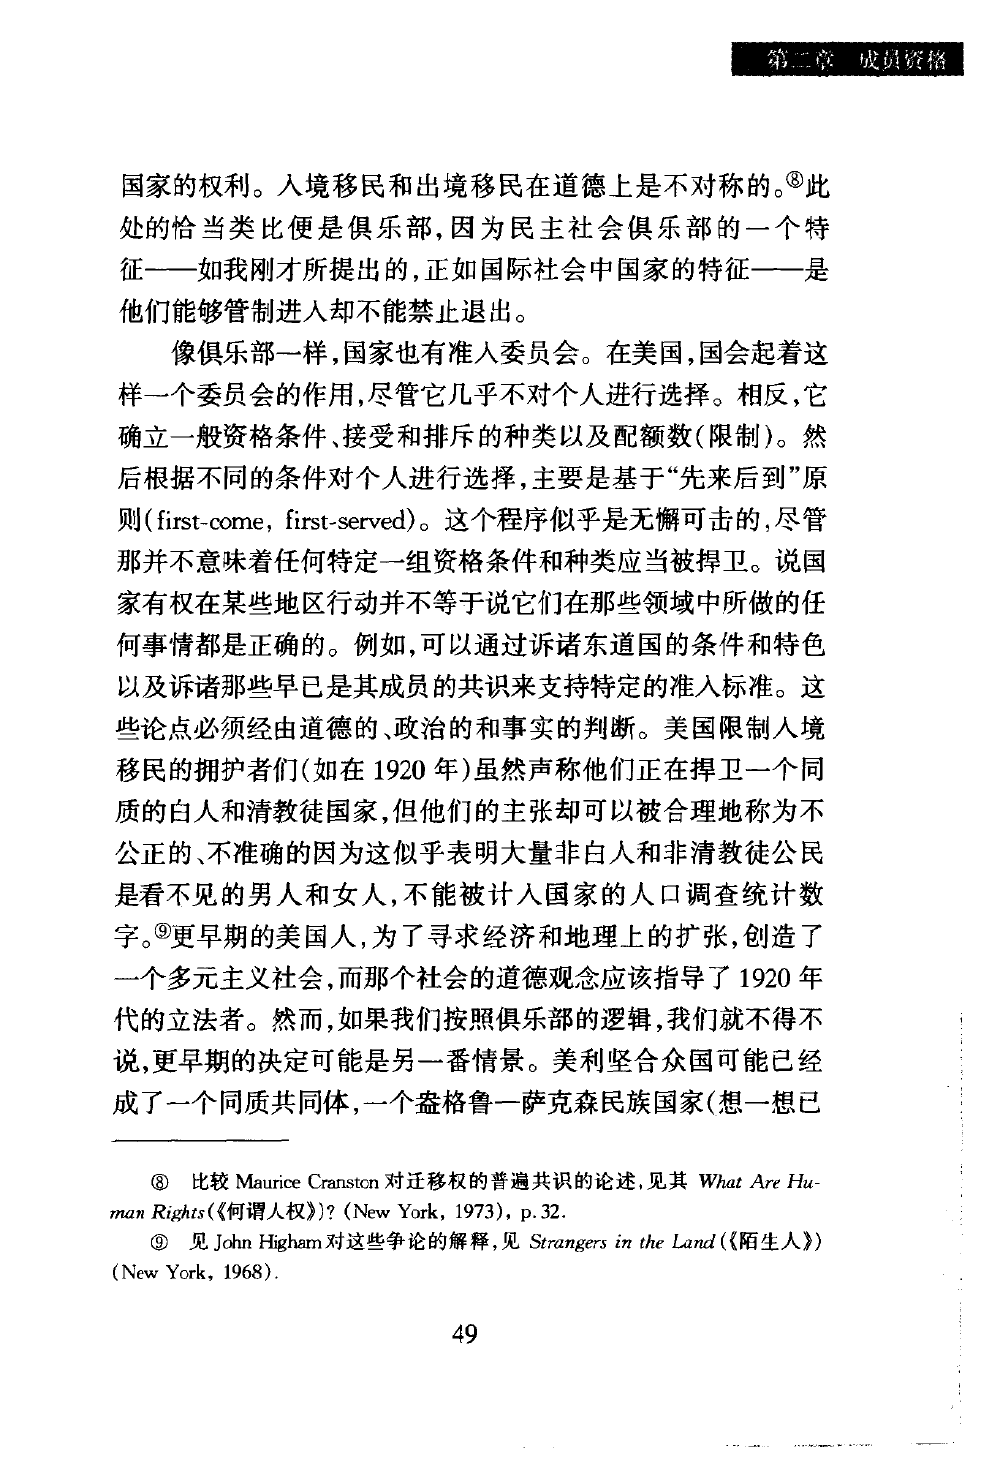 第二章 成员资格
国家的权利。入境移民和出境移民在道德上是不对称的。⑧此
处的恰当类比便是俱乐部,因为民主社会俱乐部的一个特
征——如我刚才所提出的,正如国际社会中国家的特征——是
他们能够管制进入却不能禁止退出。
像俱乐部一样,国家也有准入委员会。在美国,国会起着这
样一个委员会的作用,尽管它几乎不对个人进行选择。相反,它
确立一般资格条件、接受和排斥的种类以及配额数(限制)。然
后根据不同的条件对个人进行选择,主要是基于“先来后到”原
则(first-come, first-served)。这个程序似乎是无懈可击的,尽管
那并不意味着任何特定一组资格条件和种类应当被捍卫。说国
家有权在某些地区行动并不等于说它们在那些领域中所做的任
何事情都是正确的。例如,可以通过诉诸东道国的条件和特色
以及诉诸那些早已是其成员的共识来支持特定的准入标准。这
些论点必须经由道德的、政治的和事实的判断。美国限制入境
移民的拥护者们(如在 1920 年)虽然声称他们正在捍卫一个同
质的白人和清教徒国家,但他们的主张却可以被合理地称为不
公正的、不准确的因为这似乎表明大量非白人和非清教徒公民
是看不见的男人和女人,不能被计入国家的人口调查统计数
字。⑨更早期的美国人,为了寻求经济和地理上的扩张,创造了
一个多元主义社会,而那个社会的道德观念应该指导了 1920 年
代的立法者。然而,如果我们按照俱乐部的逻辑,我们就不得不
说,更早期的决定可能是另一番情景。美利坚合众国可能已经
成了一个同质共同体,一个盎格鲁—萨克森民族国家(想一想已
⑧ 比较 Maurice Cranston 对迁移权的普遍共识的论述,见其 What Are Hu-
man Rights(《何谓人权》)? (New York, 1973), p.32.
⑨ 见 John Higham 对这些争论的解释,见 Strangers in the Land (《陌生人》)
(New York, 1968).
49